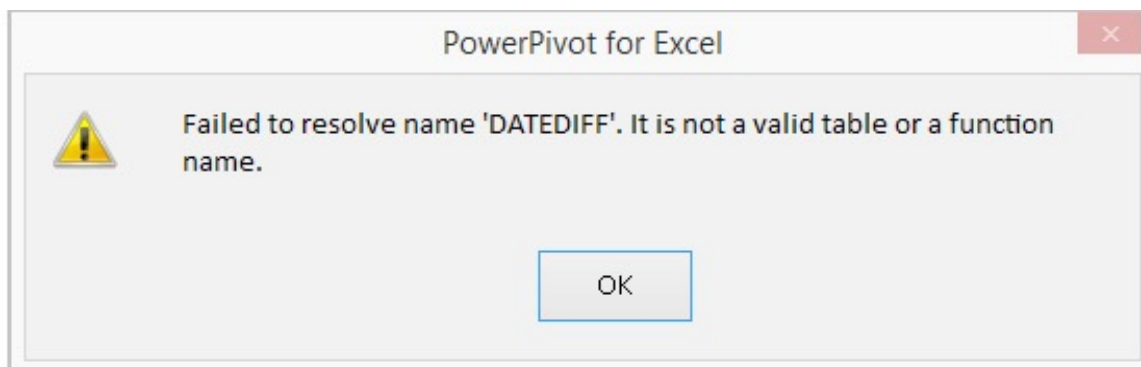 PowerPivot for Excel
Failed to resolve name 'DATEDIFF'. It is not a valid table or a function
name.
OK